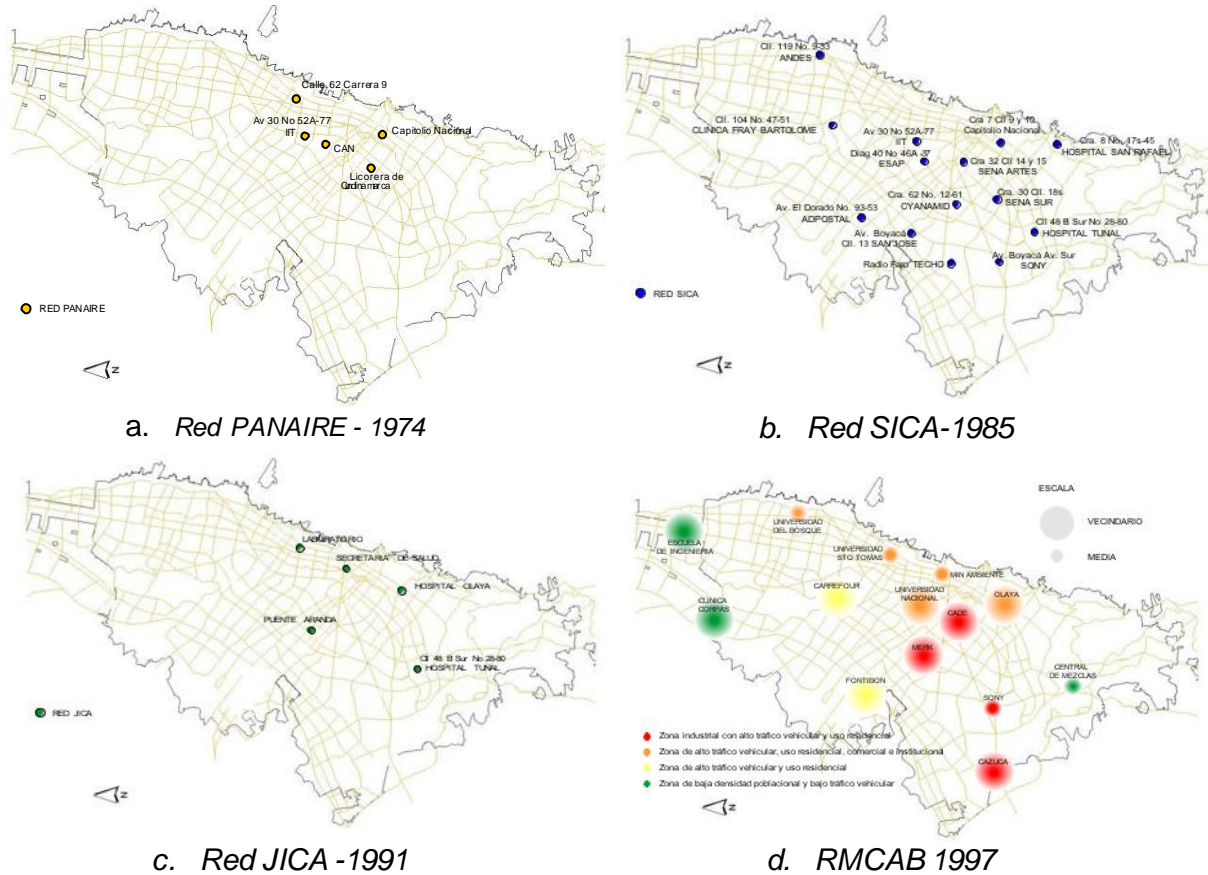 Calle 62 Carrera 9
Av 30 No 52A-77
IIT
CAN
Capitolio Nacional
Licorera de
RED PANAIRE
N
a. Red PANAIRE - 1974
Cll. 119 No. 9-33
ANDES
Cll. 104 No. 47-51
CLINICA FRAY BARTOLOME
Av 30 No 52A-77
IIT
Diag 40 No 46A -37
ESAP
Cra 7 Cll 9 y 10
Capitolio Nacional
Cra. 8 No. 17s-45
HOSPITAL SAN RAFAEL
Cra 32 Cll 14 y 15
SENA ARTES
Cra. 62 No. 12-61
CYANAMID
Cra. 30 Cll. 18s
SENA SUR
Av. El Dorado No. 93-53
ADPOSTAL
Av. Boyacá
Cll. 13 SAN JOSE
Cll 48 B Sur No 28-80
HOSPITAL TUNAL
Radio Faro TECHO
Av. Boyacá Av. Sur
SONY
RED SICA
N
b. Red SICA-1985
LABORATORIO
SECRETARIA DE SALUD
HOSPITAL OLAYA
PUENTE ARANDA
Cll 48 B Sur No 28-80
HOSPITAL TUNAL
RED JICA
N
c. Red JICA -1991
ESCALA
VECINDARIO
MEDIA
UNIVERSIDAD
DEL BOSQUE
ESCUELA
DE INGENIERIA
UNIVERSIDAD
STO TOMAS
MIN AMBIENTE
CARREFOUR
UNIVERSIDAD
NACIONAL
OLAYA
CLINICA
CORPAS
CADE
MERK
CENTRAL
DE MEZCLAS
FONTIBON
SONY
CAZUCA
Zona industrial con alto tráfico vehicular y uso residencial
Zona de alto tráfico vehicular, uso residencial, comercial e institucional
Zona de alto tráfico vehicular y uso residencial
Zona de baja densidad poblacional y bajo tráfico vehicular
N
d. RMCAB 1997